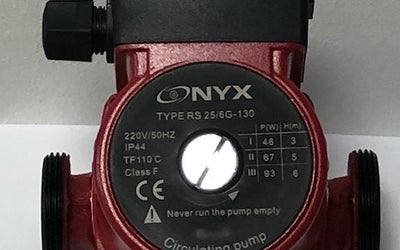 ONYX
TYPE RS 25/6G-130
220V/50HZ
IP44
TF110°C
Class F
P(W) H(m)
I 46 3
II 67 5
III 93 6
CE
Never run the pump empty
Circulating pump